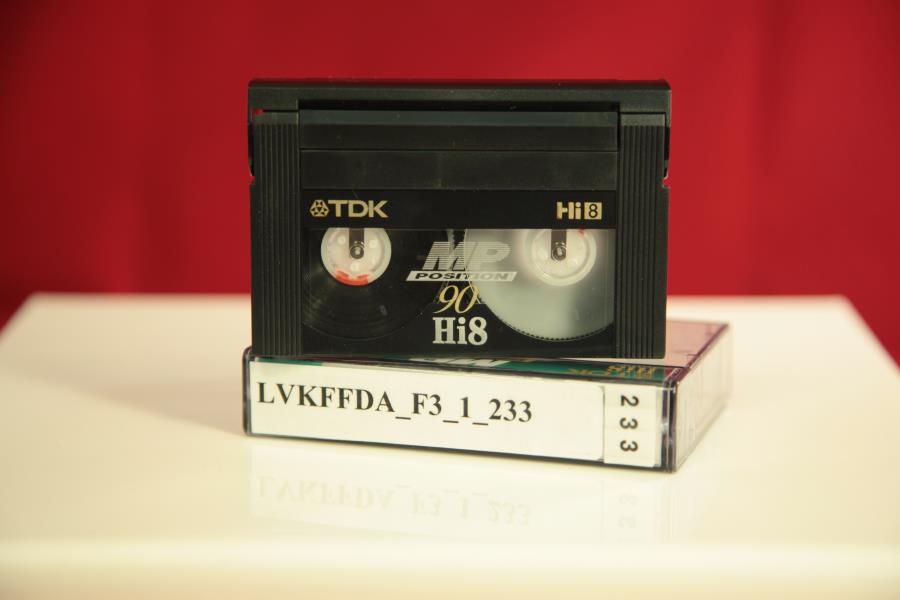 TDK
Hi8
MP
POSITION
90
Hi8
LVKFFDA_F3_1_233
233